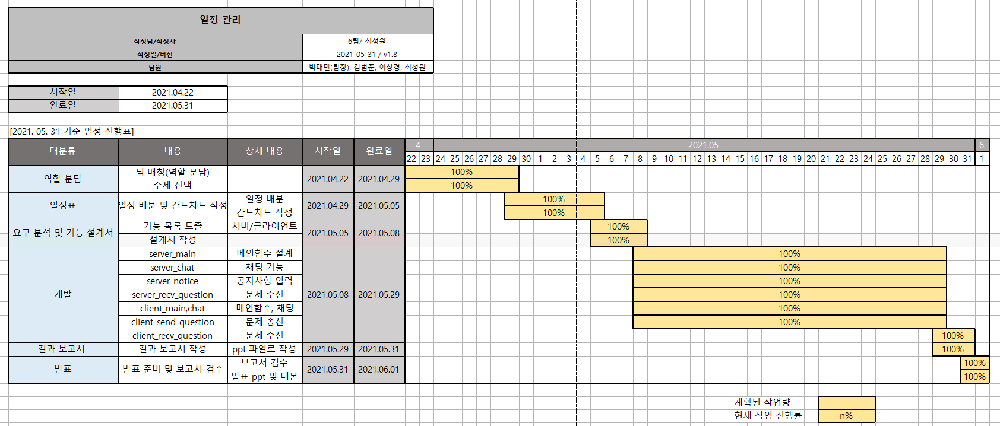 일정 관리
작성팀/작성자 6팀/ 최성원
작성일/버전 2021-05-31 / v1.8
팀원 박태민(팀장), 김범준, 이창경, 최성원
시작일 2021.04.22
완료일 2021.05.31
[2021. 05. 31 기준 일정 진행표]
대분류 내용 상세 내용 시작일 완료일 4 2021.05 6
22 23 24 25 26 27 28 29 30 1 2 3 4 5 6 7 8 9 10 11 12 13 14 15 16 17 18 19 20 21 22 23 24 25 26 27 28 29 30 31 1
역할 분담 팀 매칭(역할 분담) 2021.04.22 2021.04.29 100%
주제 선택 100%
일정표 일정 배분 및 간트차트 작성 일정 배분 2021.04.29 2021.05.05 100%
간트차트 작성 100%
요구 분석 및 기능 설계서 기능 목록 도출 서버/클라이언트 2021.05.05 2021.05.08 100%
설계서 작성 100%
개발 server_main 메인함수 설계 2021.05.08 2021.05.29 100%
server_chat 채팅 기능 100%
server_notice 공지사항 입력 100%
server_recv_question 문제 수신 100%
client_main,chat 메인함수, 채팅 100%
client_send_question 문제 송신 100%
client_recv_question 문제 수신 100%
결과 보고서 결과 보고서 작성 ppt 파일로 작성 2021.05.29 2021.05.31 100%
발표 발표 준비 및 보고서 검수 보고서 검수 2021.05.31 2021.06.01 100%
발표 ppt 및 대본 100%
계획된 작업량
현재 작업 진행률 n%